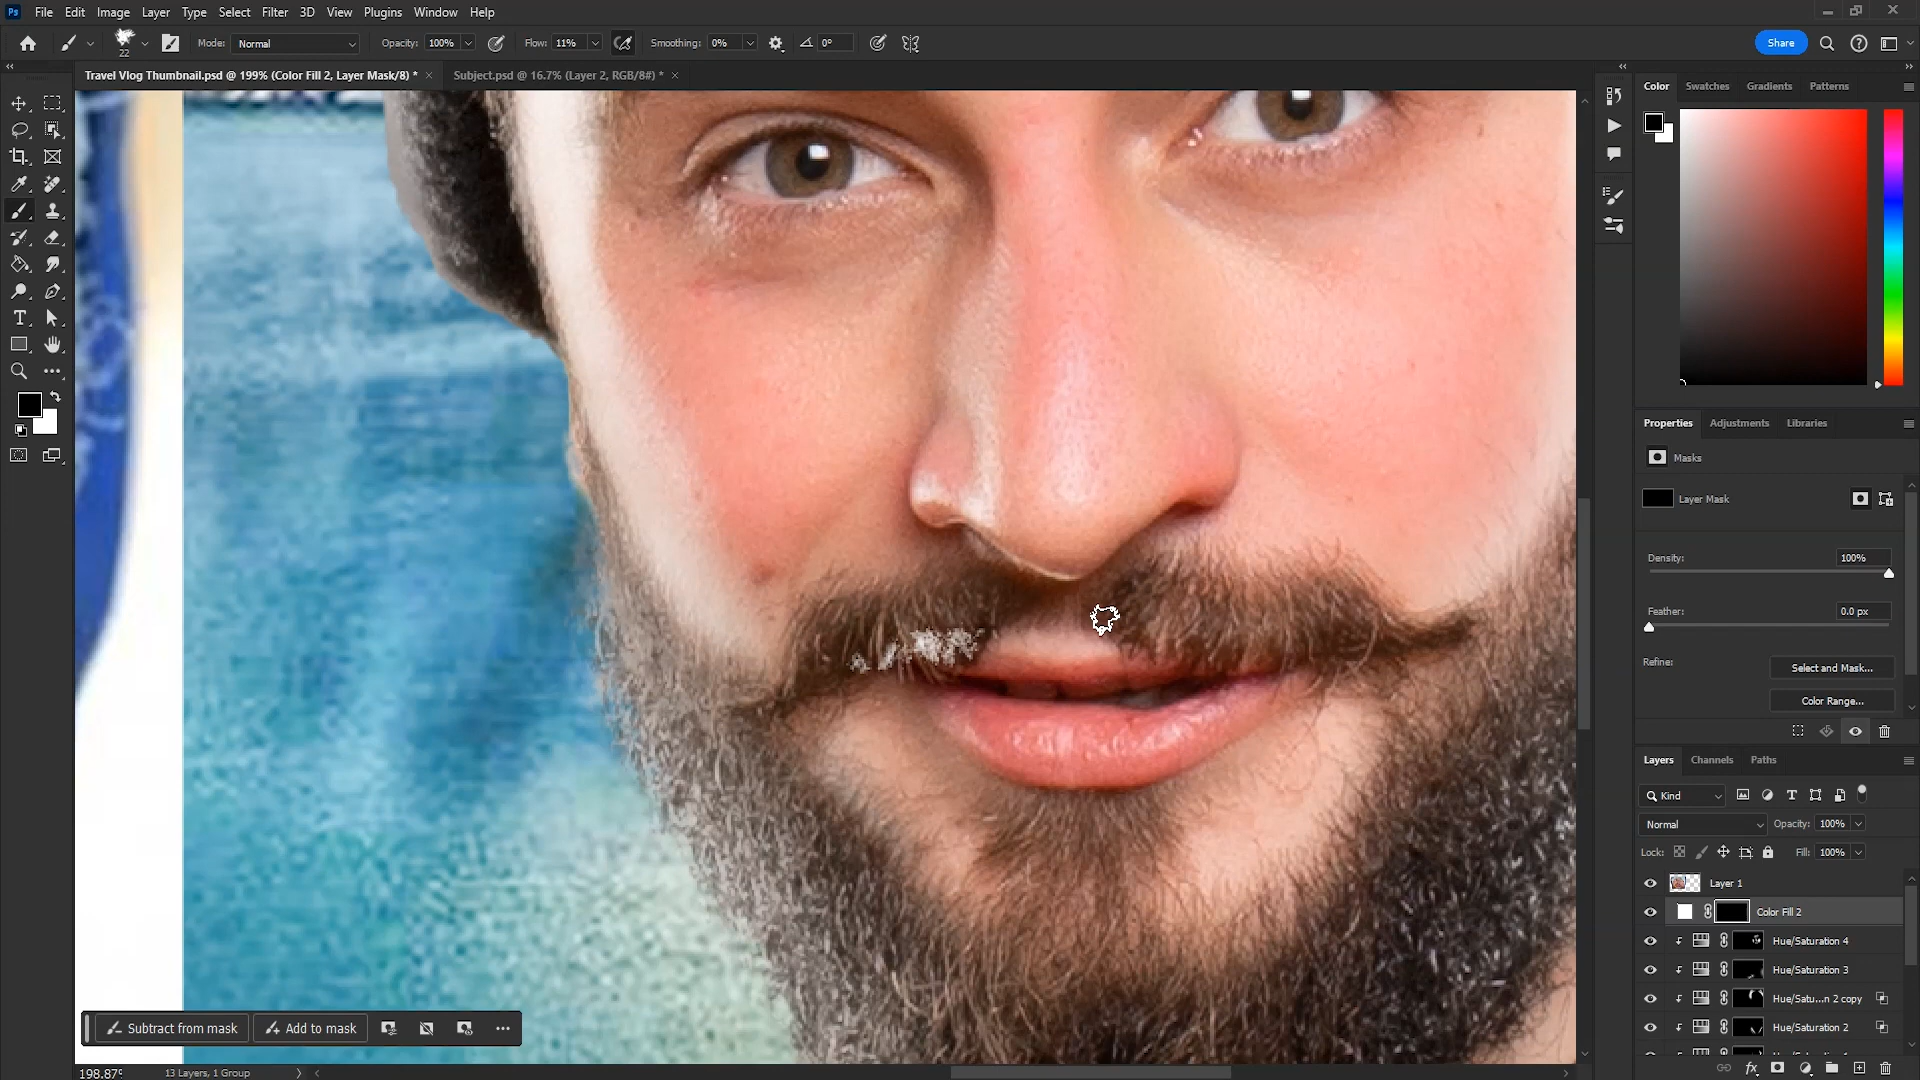 Ps File Edit Image Layer Type Select Filter 3D View Plugins Window Help
22 Mode: Normal Opacity: 100% Flow: 11% Smoothing: 0% 0° Share
Travel Vlog Thumbnail.psd @ 199% (Color Fill 2, Layer Mask/8) * Subject.psd @ 16.7% (Layer 2, RGB/8#) *
Color Swatches Gradients Patterns
Properties Adjustments Libraries
Masks
Layer Mask
Density: 100%
Feather: 0.0 px
Refine: Select and Mask...
Color Range...
Layers Channels Paths
Kind
Normal Opacity: 100%
Lock: Fill: 100%
Layer 1
Color Fill 2
Hue/Saturation 4
Hue/Saturation 3
Hue/Satu...n 2 copy
Hue/Saturation 2
Subtract from mask Add to mask
198.87% 13 Layers, 1 Group